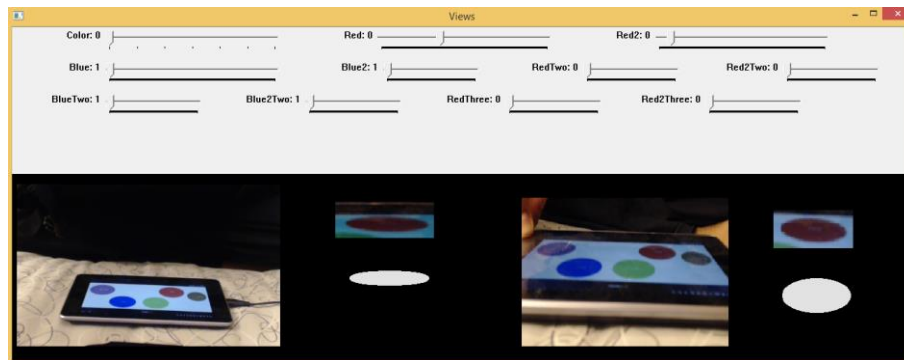 Views
Color: 0 Red: 0 Red2: 0
Blue: 1 Blue2: 1 RedTwo: 0 Red2Two: 0
BlueTwo: 1 Blue2Two: 1 RedThree: 0 Red2Three: 0